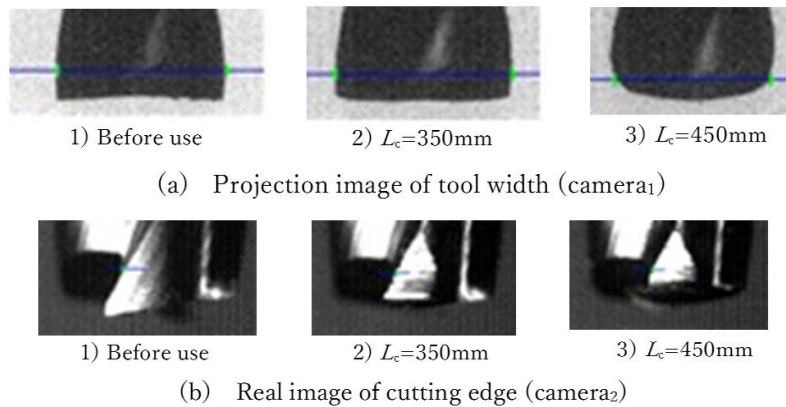 1) Before use
2) Lc=350mm
3) Lc=450mm
(a) Projection image of tool width (camera1)
1) Before use
2) Lc=350mm
3) Lc=450mm
(b) Real image of cutting edge (camera2)